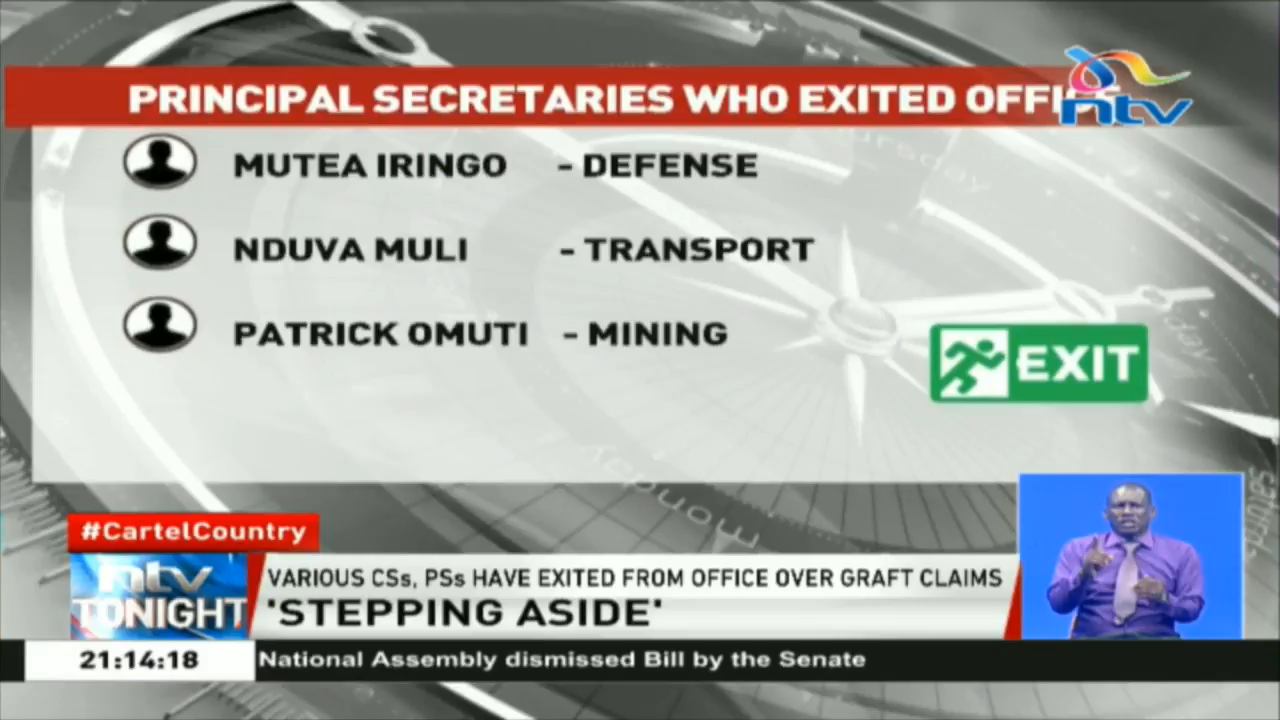 PRINCIPAL SECRETARIES WHO EXITED
ntv
MUTEA IRINGO - DEFENSE
NDUVA MULI - TRANSPORT
PATRICK OMUTI - MINING
EXIT
#CartelCountry
ntv
TONIGHT
VARIOUS CSs, PSs HAVE EXITED FROM OFFICE OVER GRAFT CLAIMS
'STEPPING ASIDE'
21:14:18
National Assembly dismissed Bill by the Senate